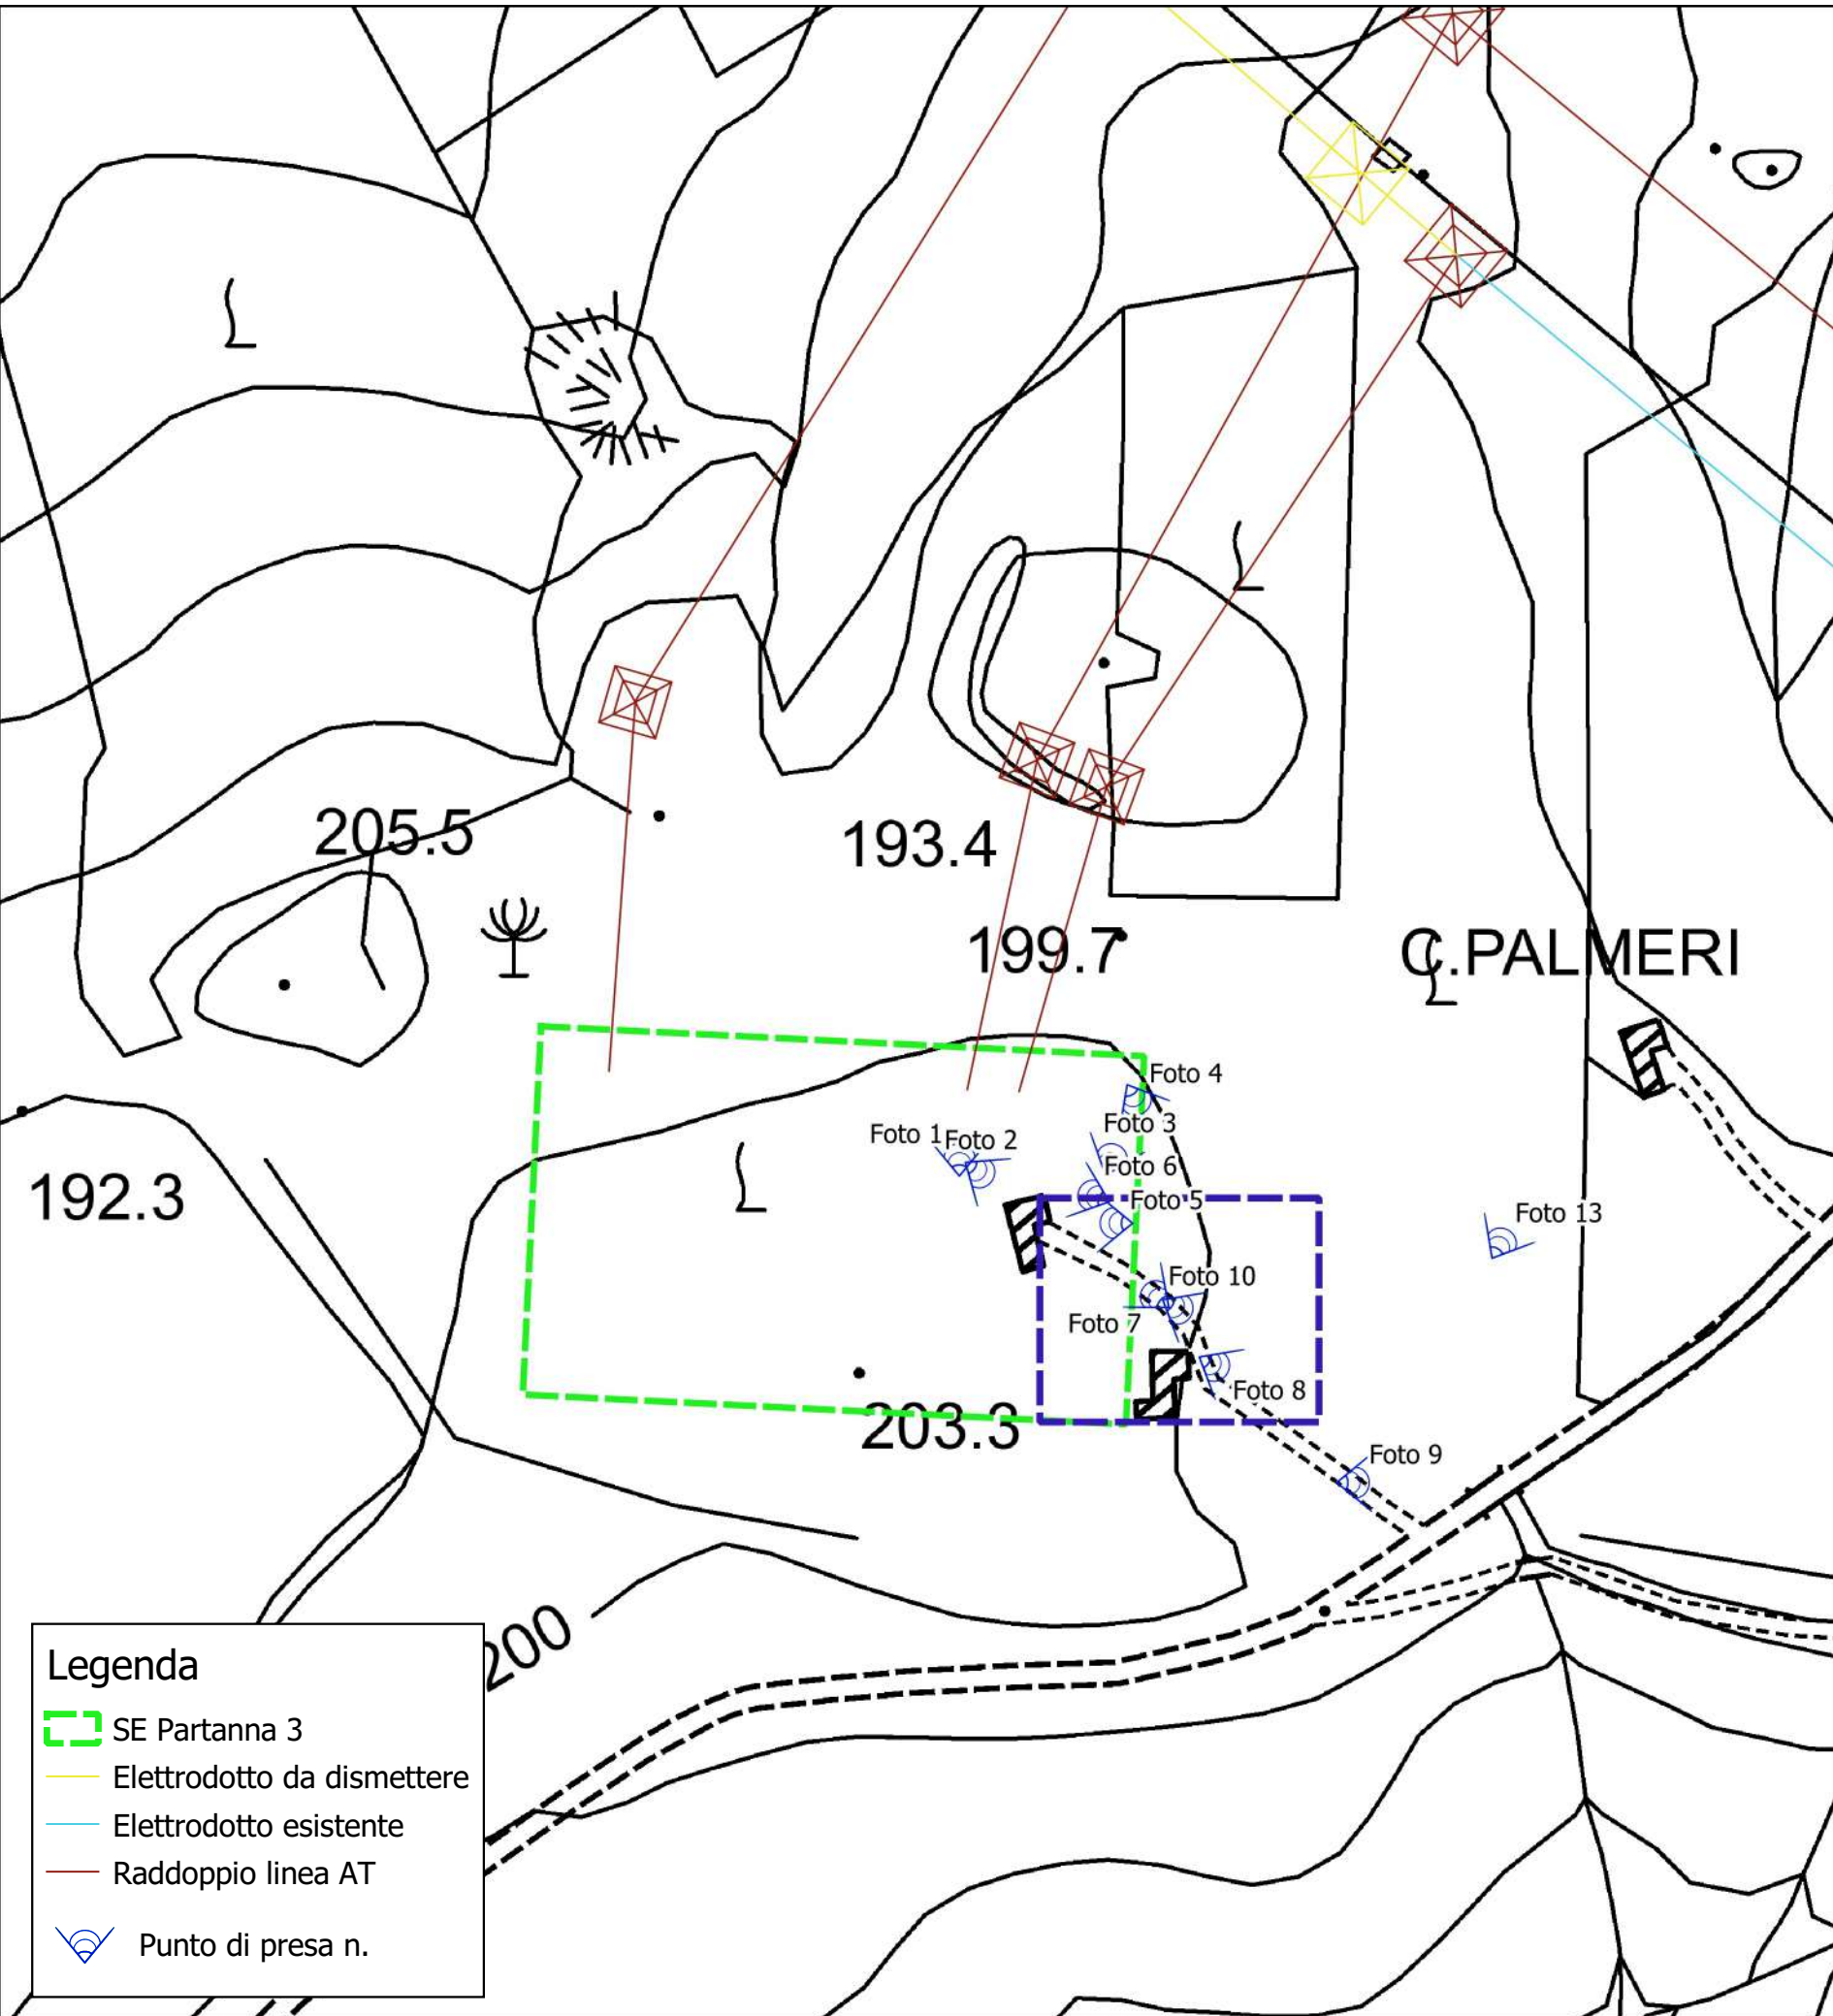 205.5
193.4
199.7
C.PALMERI
Foto 4
Foto 3
Foto 1
Foto 2
Foto 6
192.3
Foto 5
Foto 13
Foto 10
Foto 7
Foto 8
203.3
Foto 9
200
Legenda
SE Partanna 3
Elettrodotto da dismettere
Elettrodotto esistente
Raddoppio linea AT
Punto di presa n.